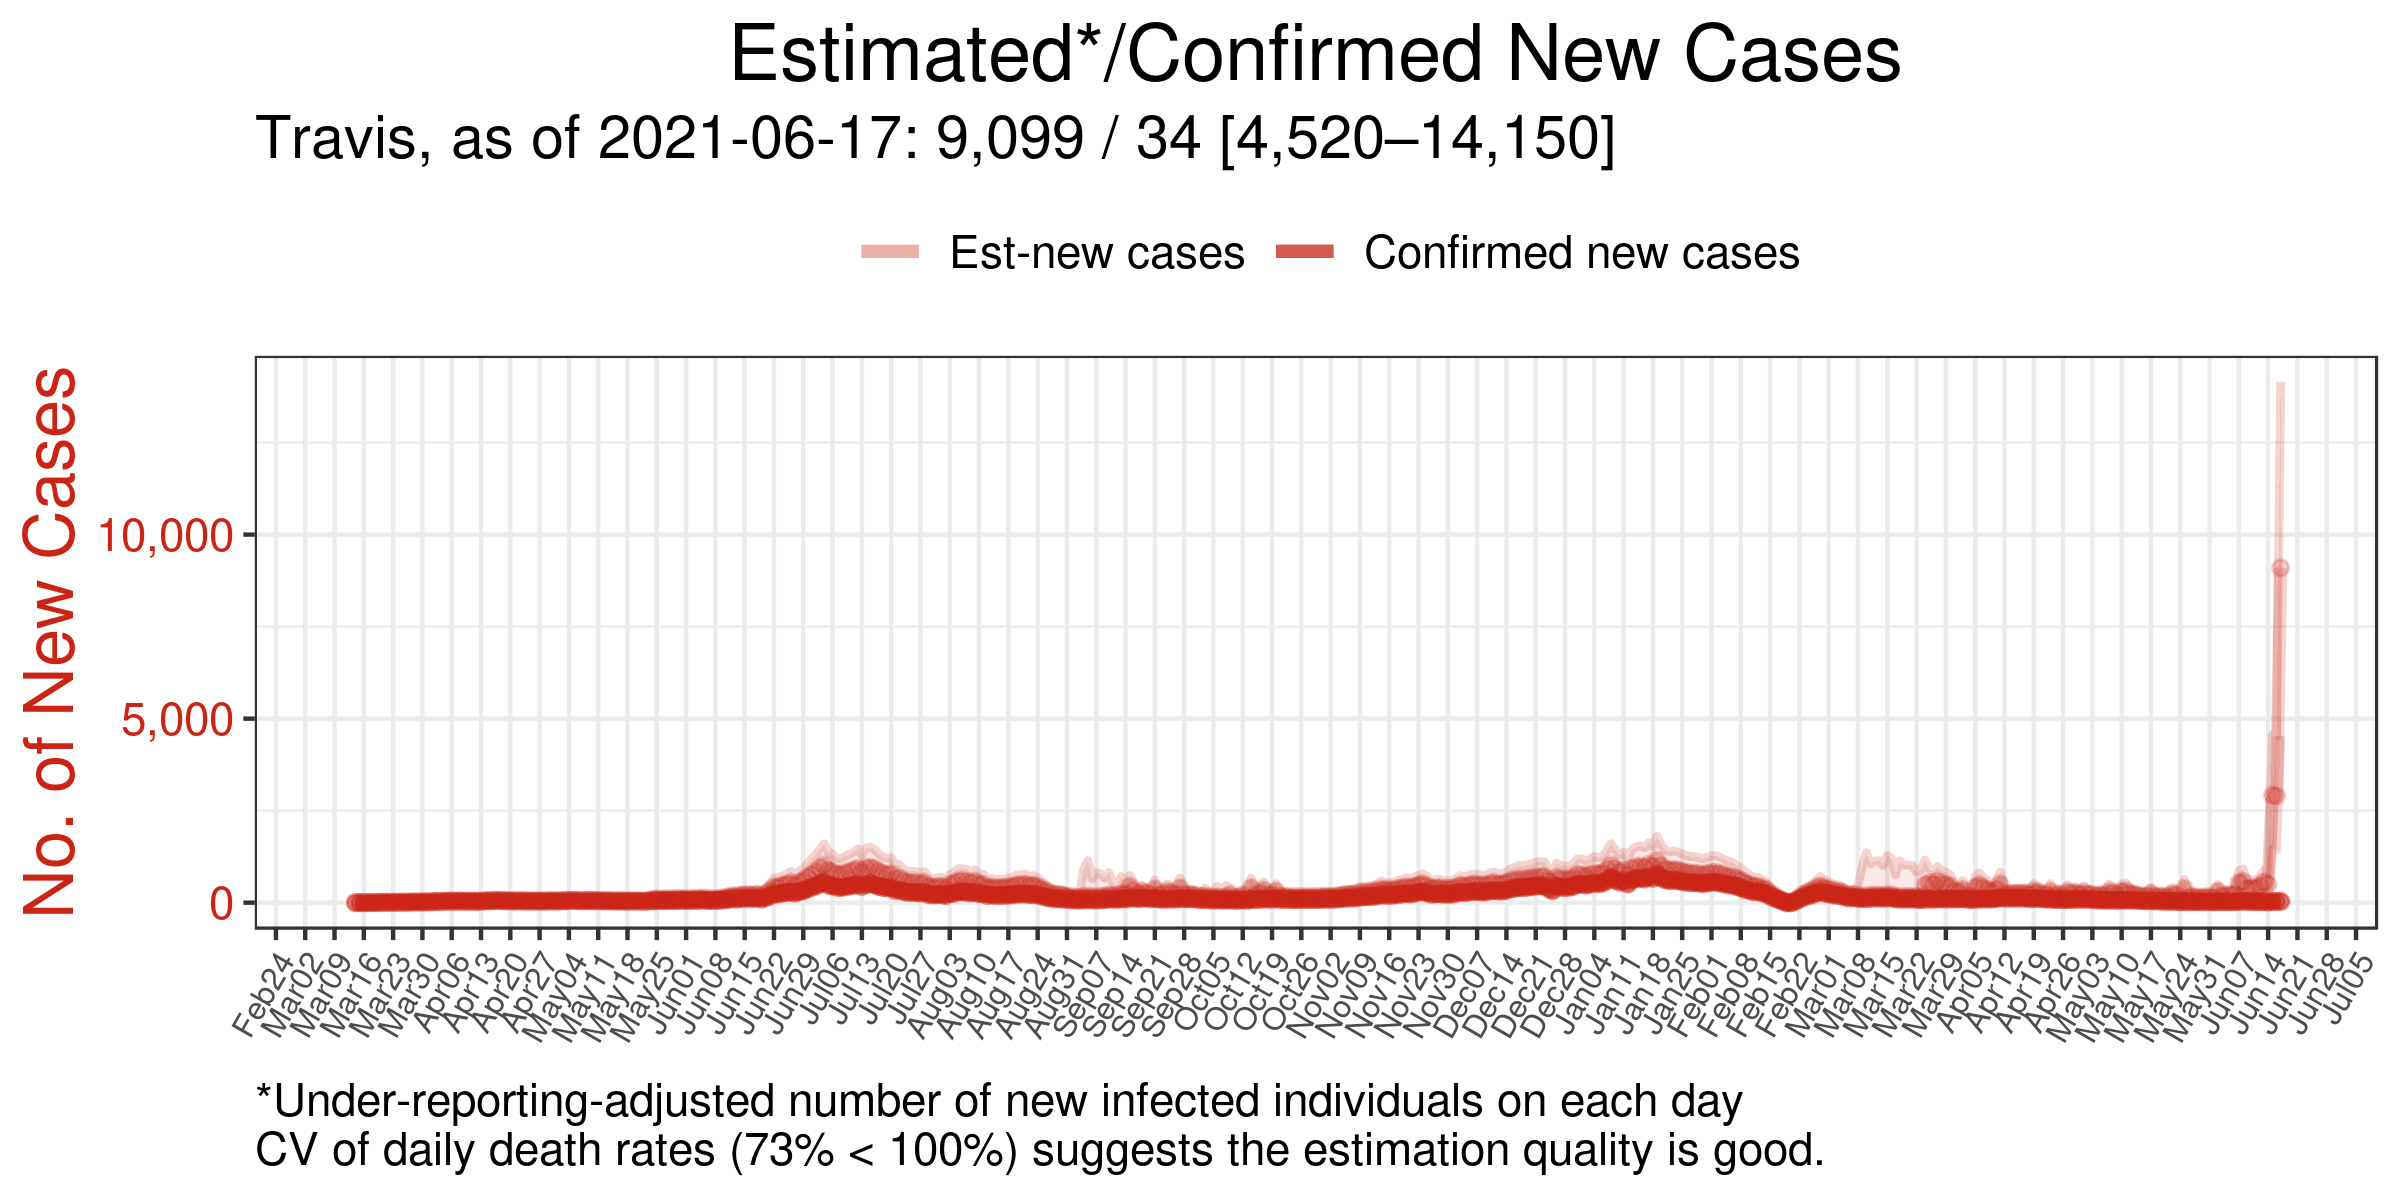 Estimated*/Confirmed New Cases
Travis, as of 2021-06-17: 9,099 / 34 [4,520–14,150]
Est-new cases Confirmed new cases
No. of New Cases
10,000
5,000
0
Feb24 Mar02 Mar09 Mar16 Mar23 Mar30 Apr06 Apr13 Apr20 Apr27 May04 May11 May18 May25 Jun01 Jun08 Jun15 Jun22 Jun29 Jul06 Jul13 Jul20 Jul27 Aug03 Aug10 Aug17 Aug24 Aug31 Sep07 Sep14 Sep21 Sep28 Oct05 Oct12 Oct19 Oct26 Nov02 Nov09 Nov16 Nov23 Nov30 Dec07 Dec14 Dec21 Dec28 Jan04 Jan11 Jan18 Jan25 Feb01 Feb08 Feb15 Feb22 Mar01 Mar08 Mar15 Mar22 Mar29 Apr05 Apr12 Apr19 Apr26 May03 May10 May17 May24 May31 Jun07 Jun14 Jun21 Jun28 Jul05
*Under-reporting-adjusted number of new infected individuals on each day
CV of daily death rates (73% < 100%) suggests the estimation quality is good.